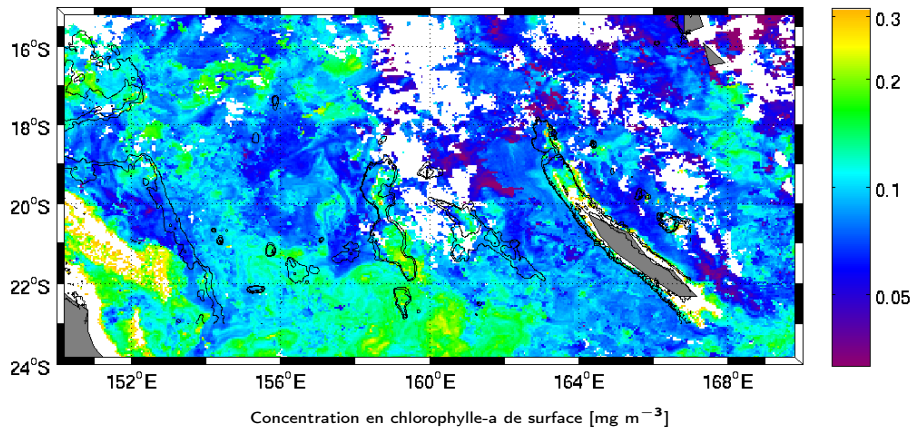 16°S
18°S
20°S
22°S
24°S
152°E
156°E
160°E
164°E
168°E
0.3
0.2
0.1
0.05
Concentration en chlorophylle-a de surface [mg m⁻³]